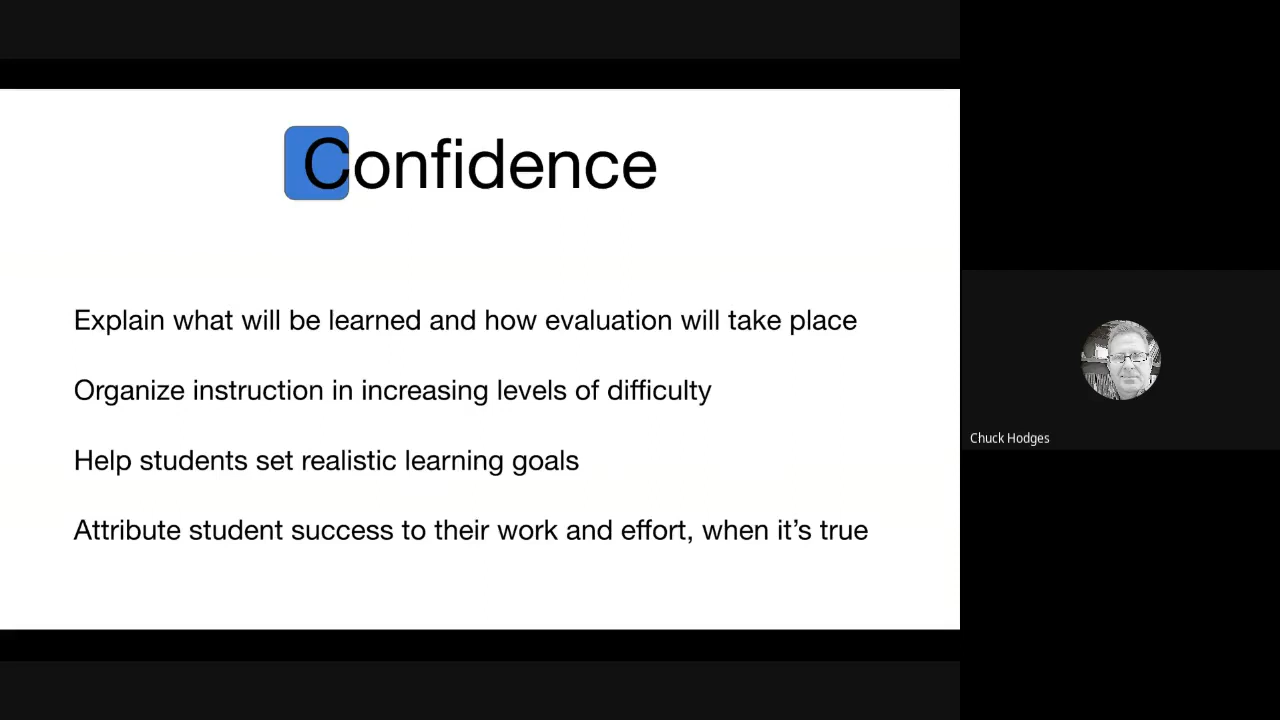 Confidence
Explain what will be learned and how evaluation will take place
Organize instruction in increasing levels of difficulty
Help students set realistic learning goals
Attribute student success to their work and effort, when it’s true
Chuck Hodges